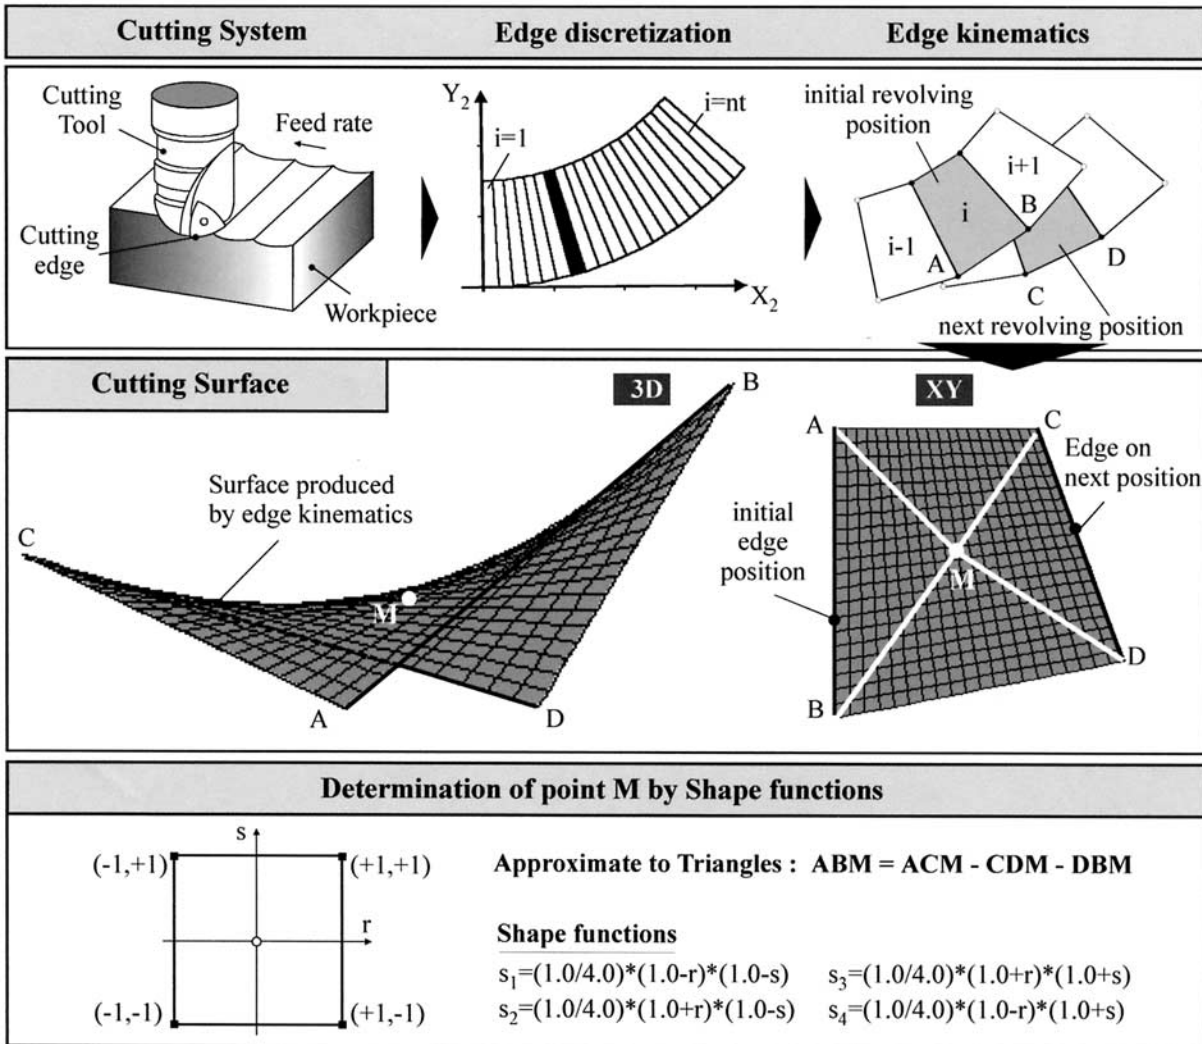 Cutting System
Edge discretization
Edge kinematics
Cutting
Tool
Feed rate
Cutting
edge
Workpiece
Y2
i=1
i=nt
X2
initial revolving
position
i+1
B
i
i-1
A
D
C
next revolving position
Cutting Surface
3D
B
XY
Surface produced
by edge kinematics
C
M
A
D
A
C
Edge on
next position
initial
edge
position
M
D
B
Determination of point M by Shape functions
s
(-1,+1)
(+1,+1)
r
(-1,-1)
(+1,-1)
Approximate to Triangles : ABM = ACM - CDM - DBM
Shape functions
s1=(1.0/4.0)*(1.0-r)*(1.0-s)
s3=(1.0/4.0)*(1.0+r)*(1.0+s)
s2=(1.0/4.0)*(1.0+r)*(1.0-s)
s4=(1.0/4.0)*(1.0-r)*(1.0+s)